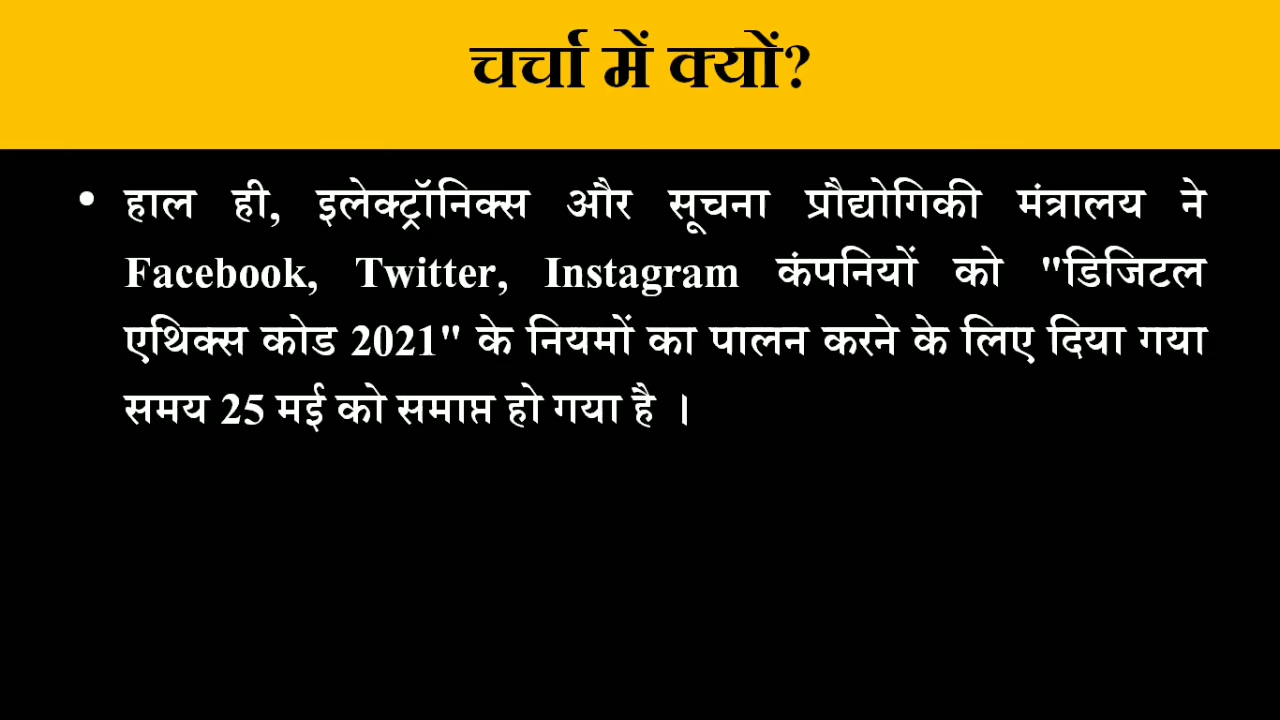 चर्चा में क्यों?
• हाल ही, इलेक्ट्रॉनिक्स और सूचना प्रौद्योगिकी मंत्रालय ने
Facebook, Twitter, Instagram कंपनियों को "डिजिटल
एथिक्स कोड 2021" के नियमों का पालन करने के लिए दिया गया
समय 25 मई को समाप्त हो गया है ।